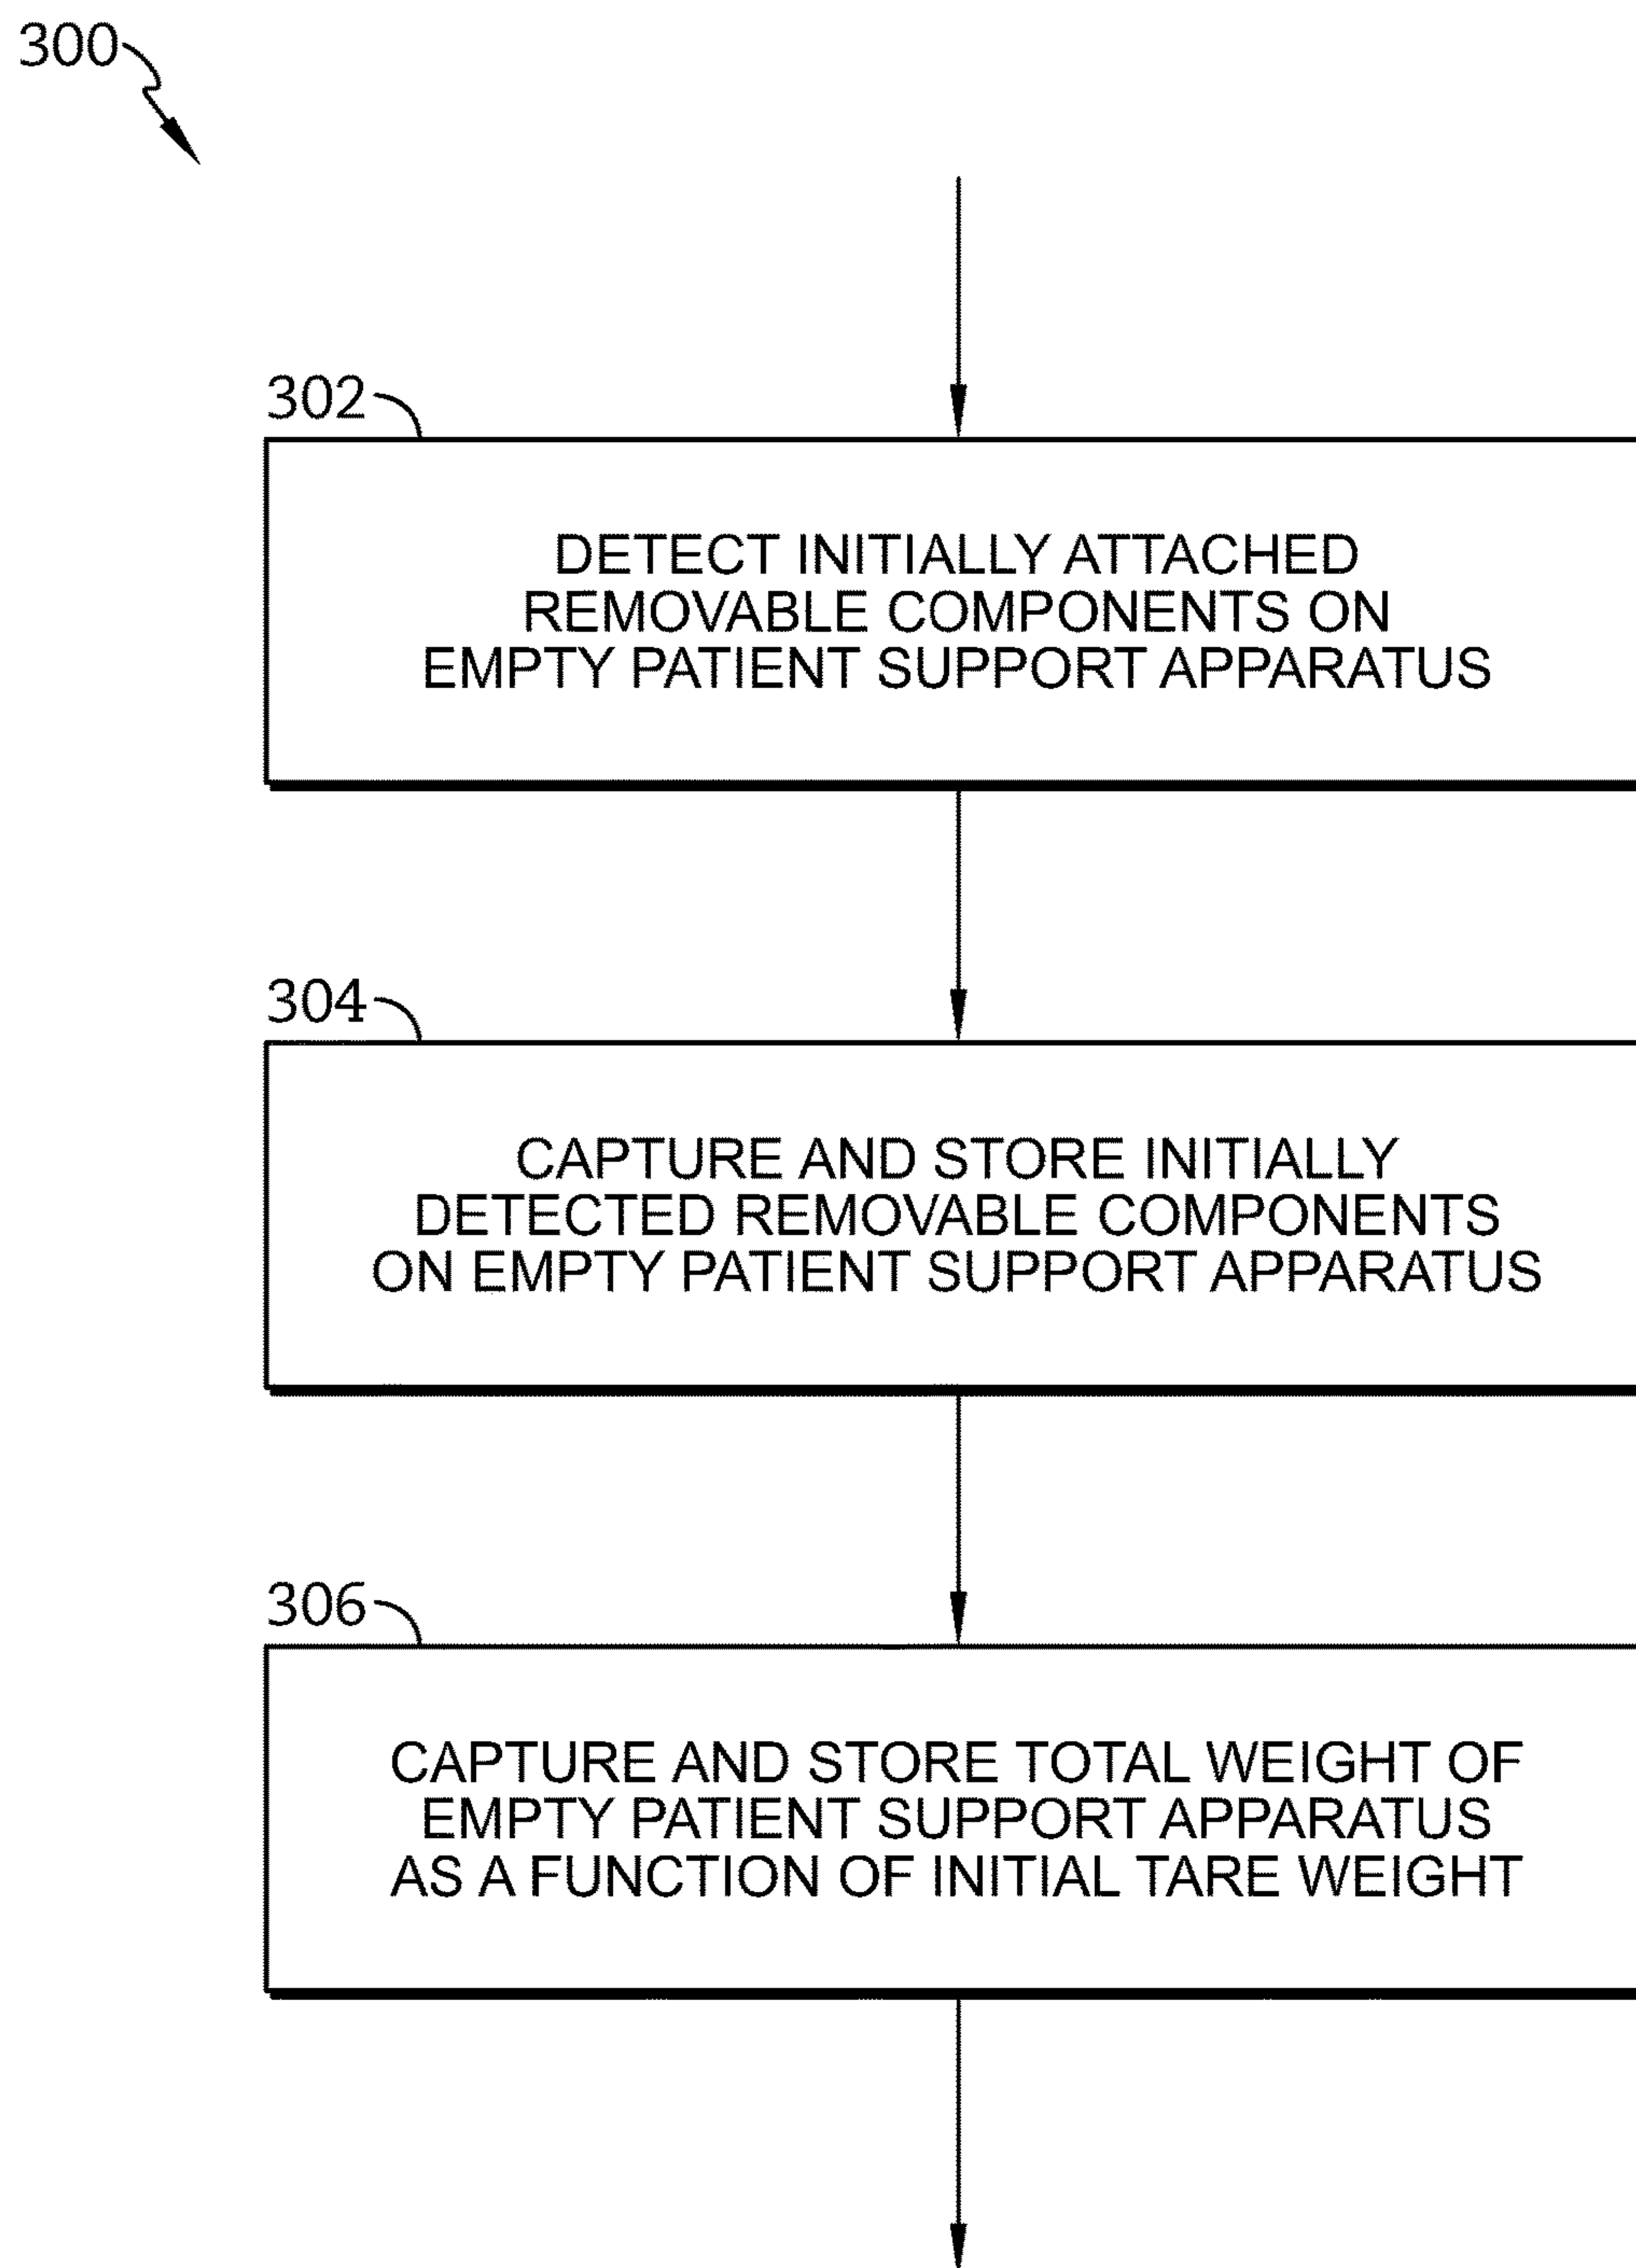 300
302
DETECT INITIALLY ATTACHED
REMOVABLE COMPONENTS ON
EMPTY PATIENT SUPPORT APPARATUS
304
CAPTURE AND STORE INITIALLY
DETECTED REMOVABLE COMPONENTS
ON EMPTY PATIENT SUPPORT APPARATUS
306
CAPTURE AND STORE TOTAL WEIGHT OF
EMPTY PATIENT SUPPORT APPARATUS
AS A FUNCTION OF INITIAL TARE WEIGHT